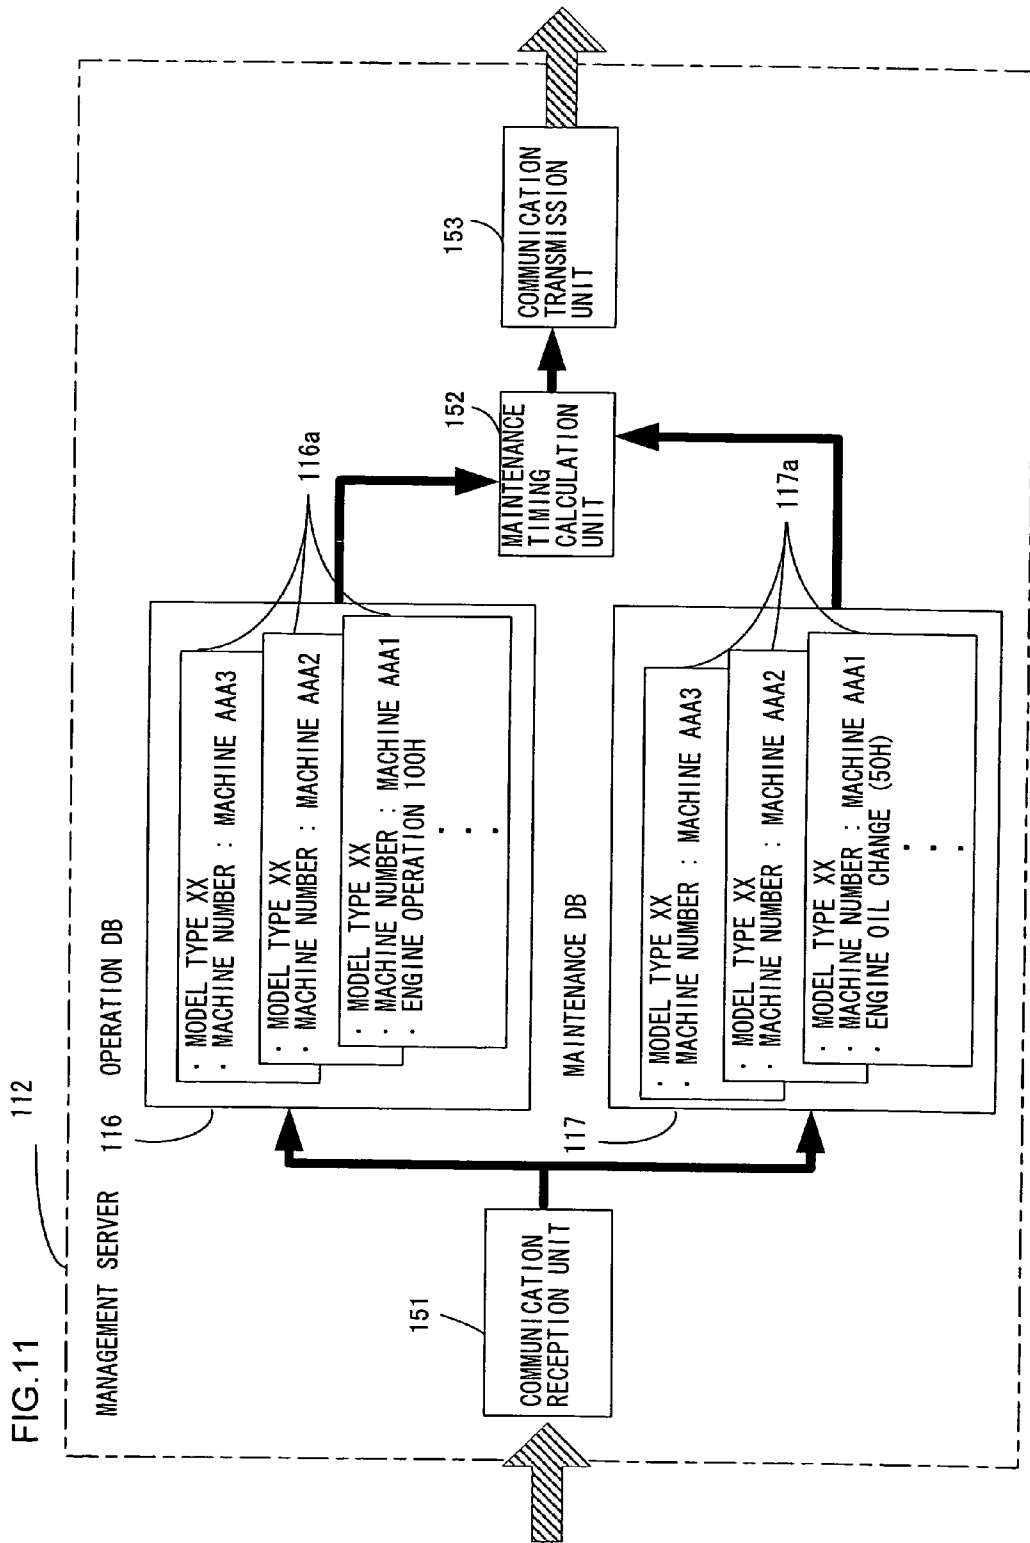 FIG.11
112
MANAGEMENT SERVER
116 OPERATION DB
· MODEL TYPE XX
· MACHINE NUMBER : MACHINE AAA3
· MODEL TYPE XX
· MACHINE NUMBER : MACHINE AAA2
· MODEL TYPE XX
· MACHINE NUMBER : MACHINE AAA1
· ENGINE OPERATION 100H
· · ·
116a
151
COMMUNICATION
RECEPTION UNIT
152
MAINTENANCE
TIMING
CALCULATION
UNIT
153
COMMUNICATION
TRANSMISSION
UNIT
117 MAINTENANCE DB
· MODEL TYPE XX
· MACHINE NUMBER : MACHINE AAA3
· MODEL TYPE XX
· MACHINE NUMBER : MACHINE AAA2
· MODEL TYPE XX
· MACHINE NUMBER : MACHINE AAA1
· ENGINE OIL CHANGE (50H)
· · ·
117a